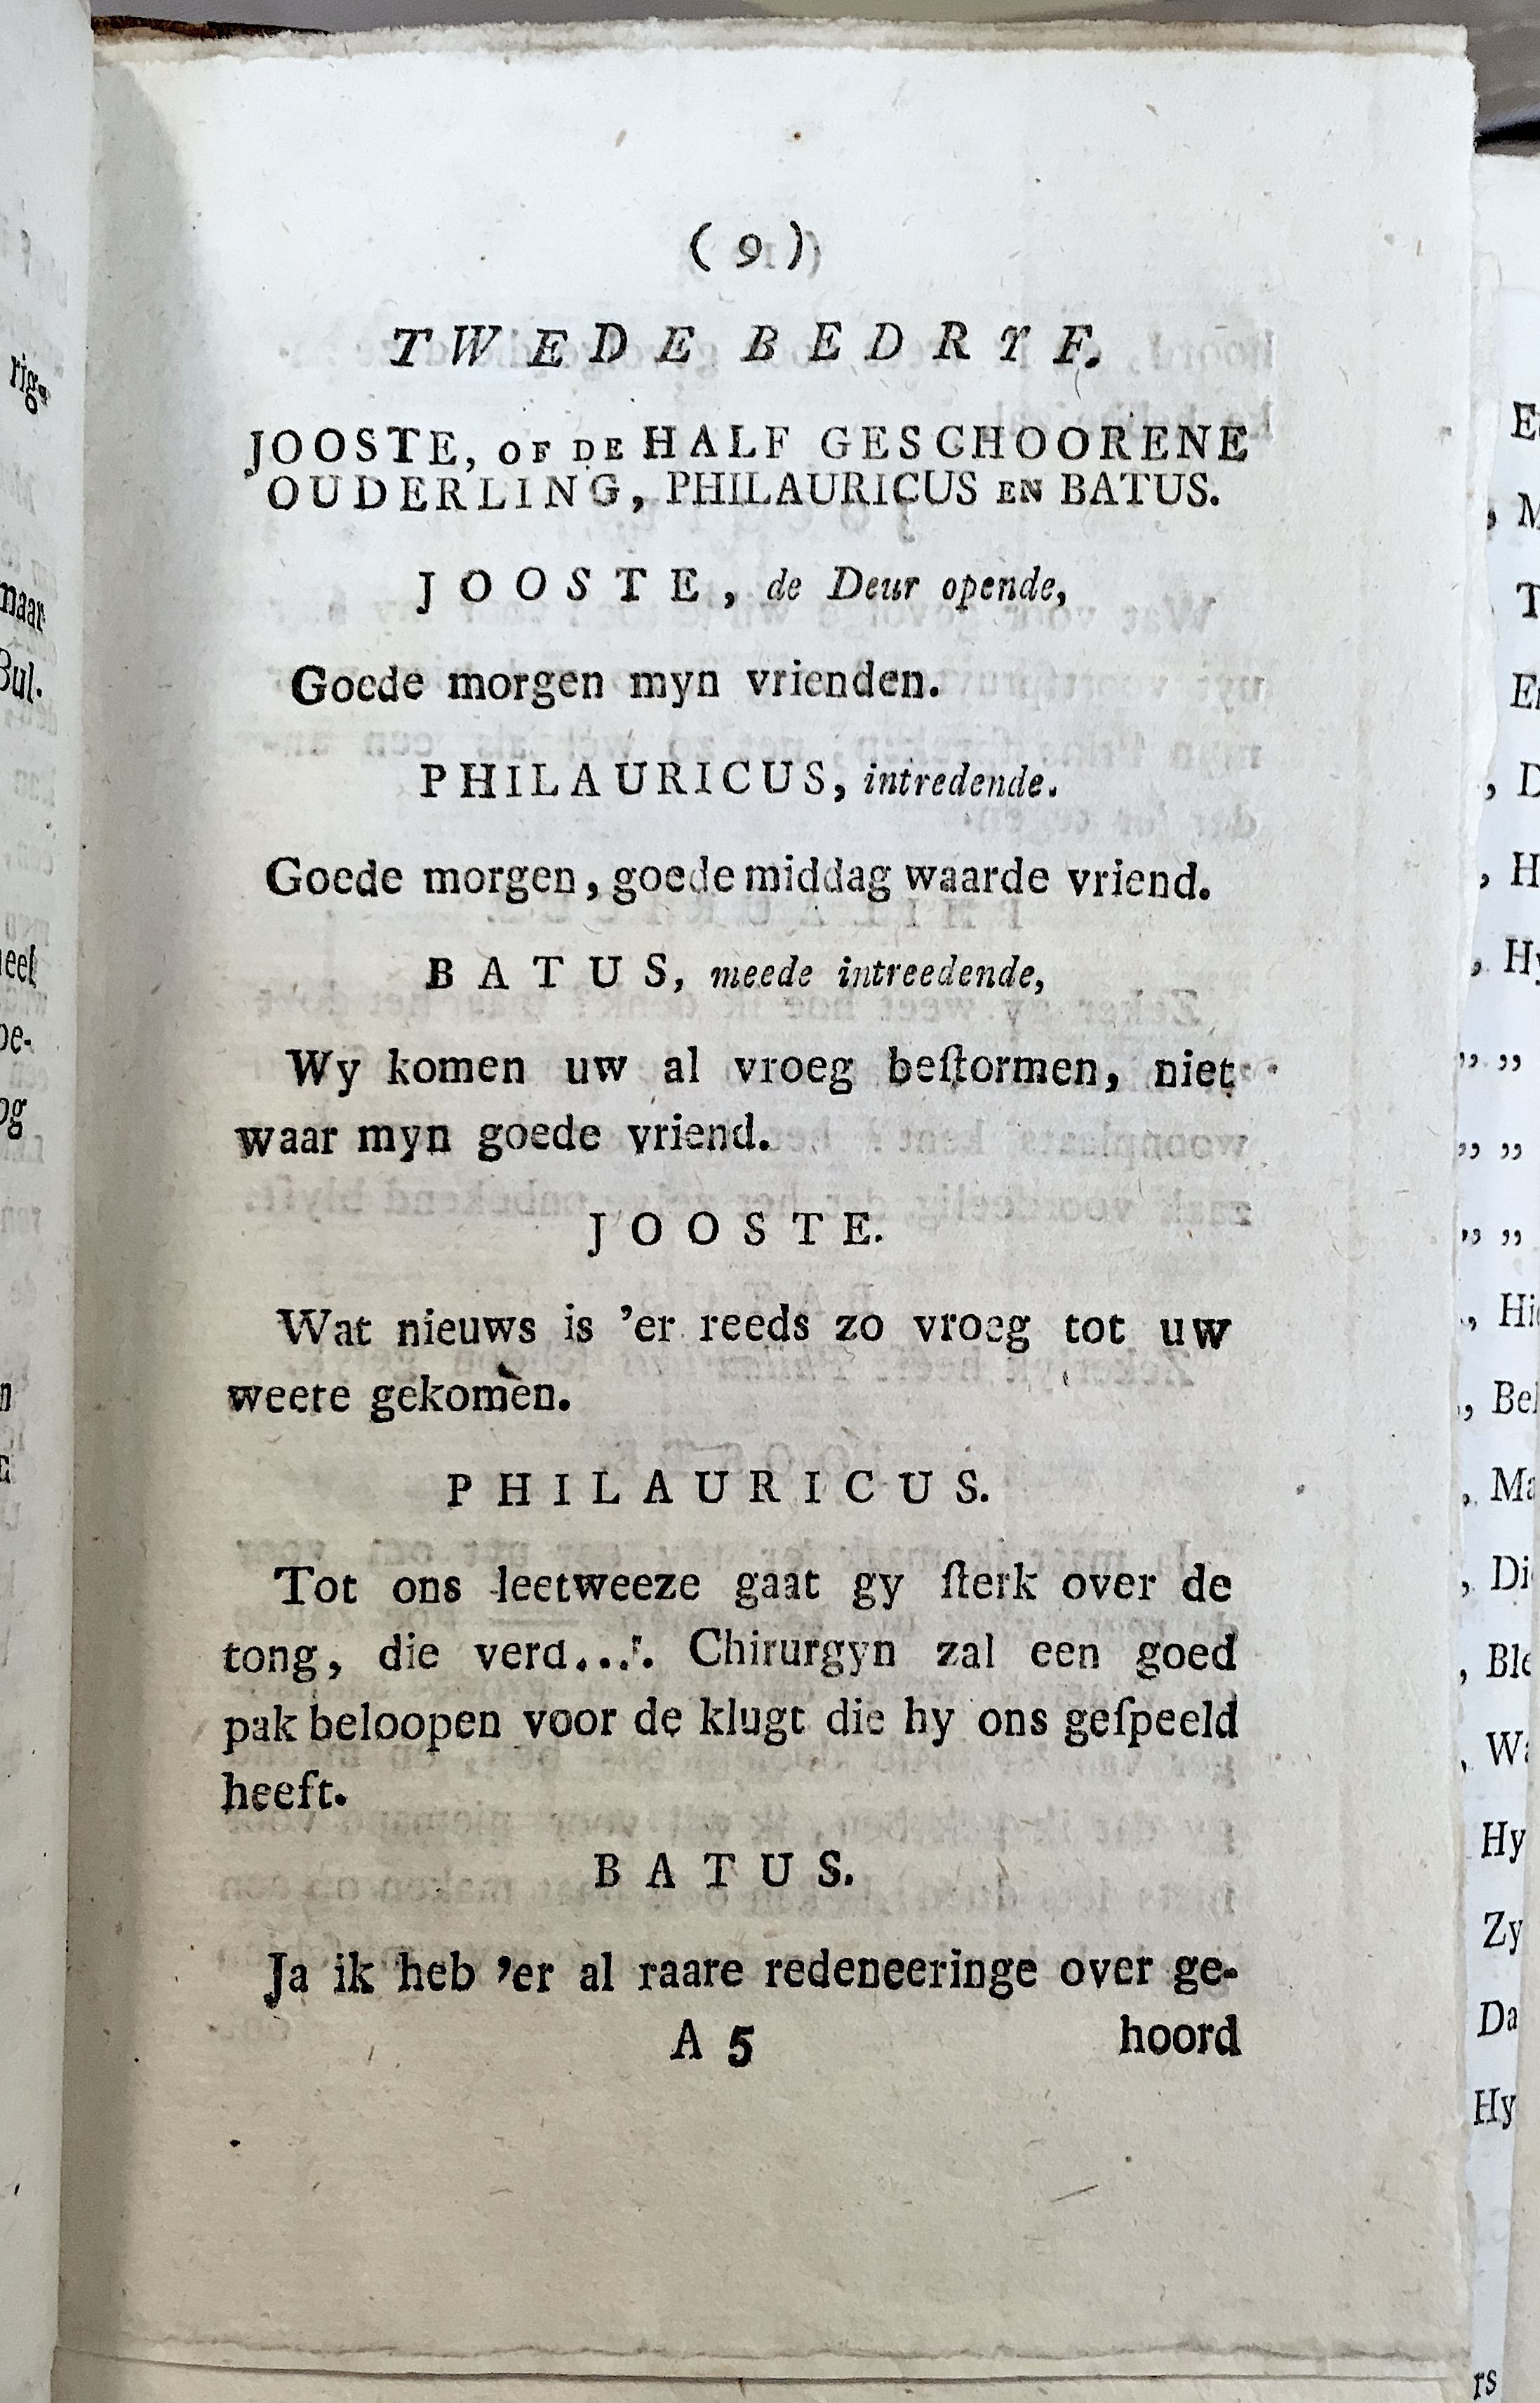 ( 9 )
TWEDE BEDRYF.
JOOSTE, OF DE HALF GESCHOORENE
OUDERLING, PHILAURICUS EN BATUS.
JOOSTE, de Deur opende,
Goede morgen myn vrienden.
PHILAURICUS, intredende.
Goede morgen, goede middag waarde vriend.
BATUS, meede intreedende,
Wy komen uw al vroeg beſtormen, niet
waar myn goede vriend.
JOOSTE.
Wat nieuws is 'er reeds zo vroeg tot uw
weete gekomen.
PHILAURICUS.
Tot ons leetweeze gaat gy ſterk over de
tong, die verd.... Chirurgyn zal een goed
pak beloopen voor de klugt die hy ons geſpeeld
heeft.
BATUS.
Ja ik heb 'er al raare redeneeringe over ge-
A 5 hoord